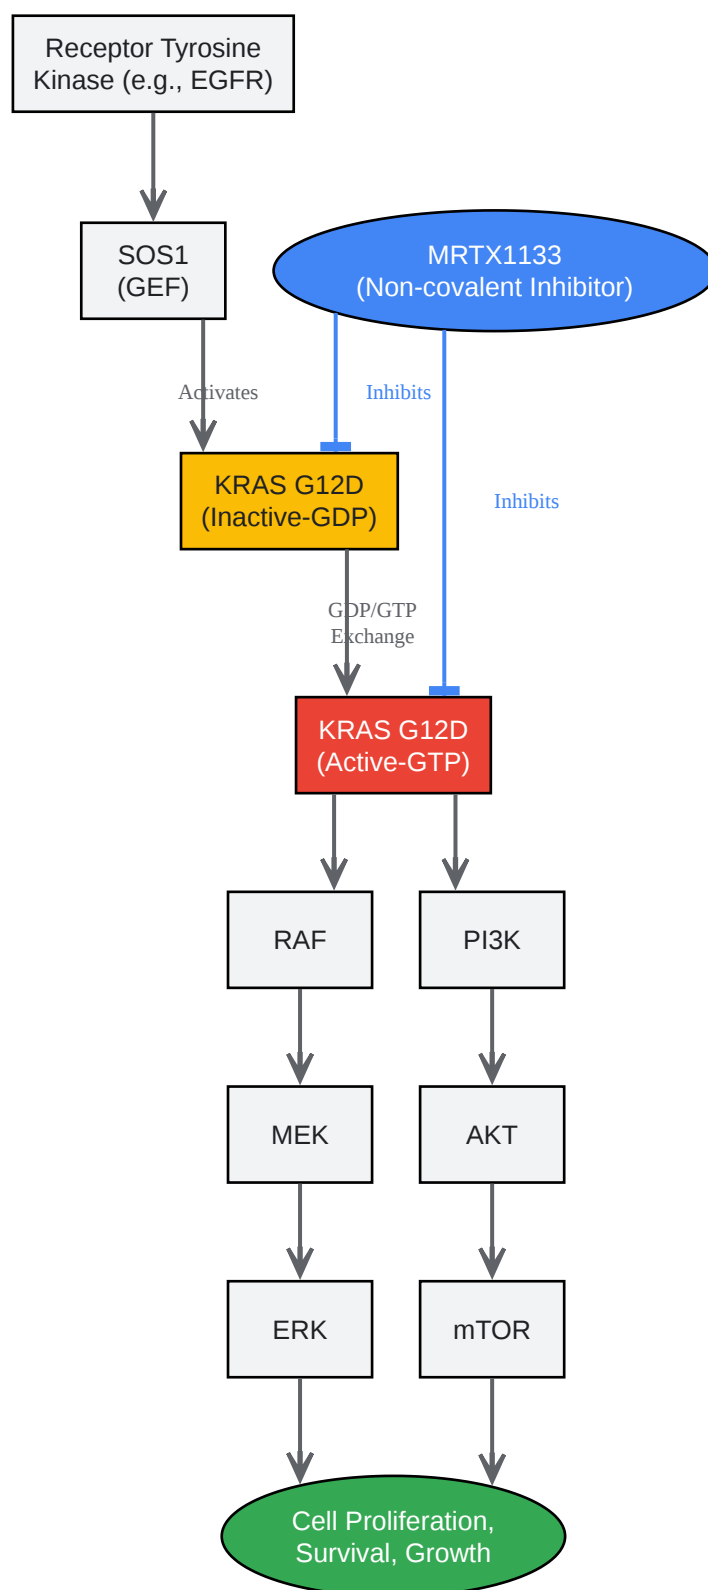 Receptor Tyrosine
Kinase (e.g., EGFR)
SOS1
(GEF)
MRTX1133
(Non-covalent Inhibitor)
Activates
Inhibits
KRAS G12D
(Inactive-GDP)
Inhibits
GDP/GTP
Exchange
KRAS G12D
(Active-GTP)
RAF
PI3K
MEK
AKT
ERK
mTOR
Cell Proliferation,
Survival, Growth